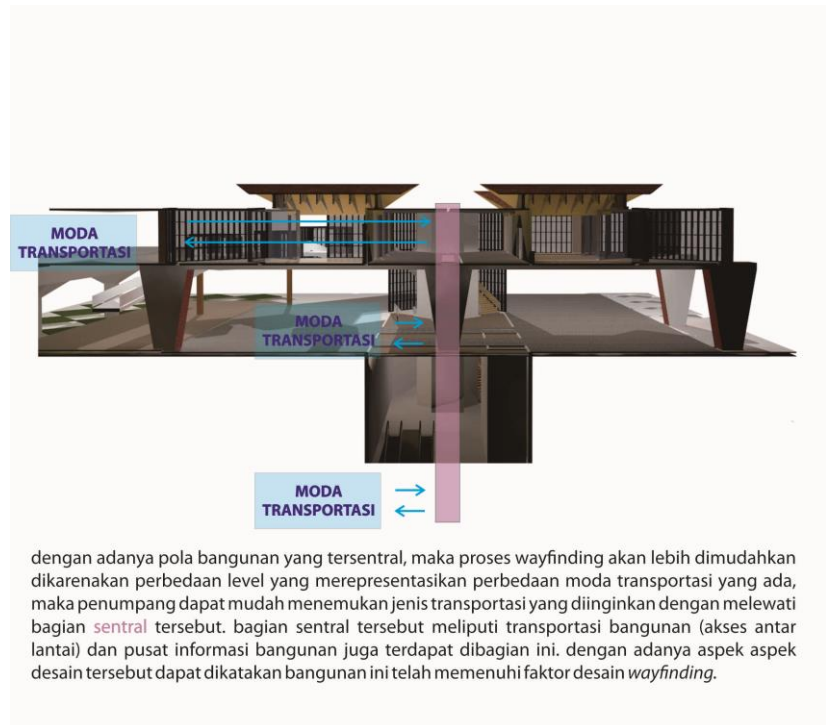 MODA
TRANSPORTASI
MODA
TRANSPORTASI
MODA
TRANSPORTASI
dengan adanya pola bangunan yang tersentral, maka proses wayfinding akan lebih dimudahkan
dikarenakan perbedaan level yang merepresentasikan perbedaan moda transportasi yang ada,
maka penumpang dapat mudah menemukan jenis transportasi yang diinginkan dengan melewati
bagian sentral tersebut. bagian sentral tersebut meliputi transportasi bangunan (akses antar
lantai) dan pusat informasi bangunan juga terdapat dibagian ini. dengan adanya aspek aspek
desain tersebut dapat dikatakan bangunan ini telah memenuhi faktor desain wayfinding.